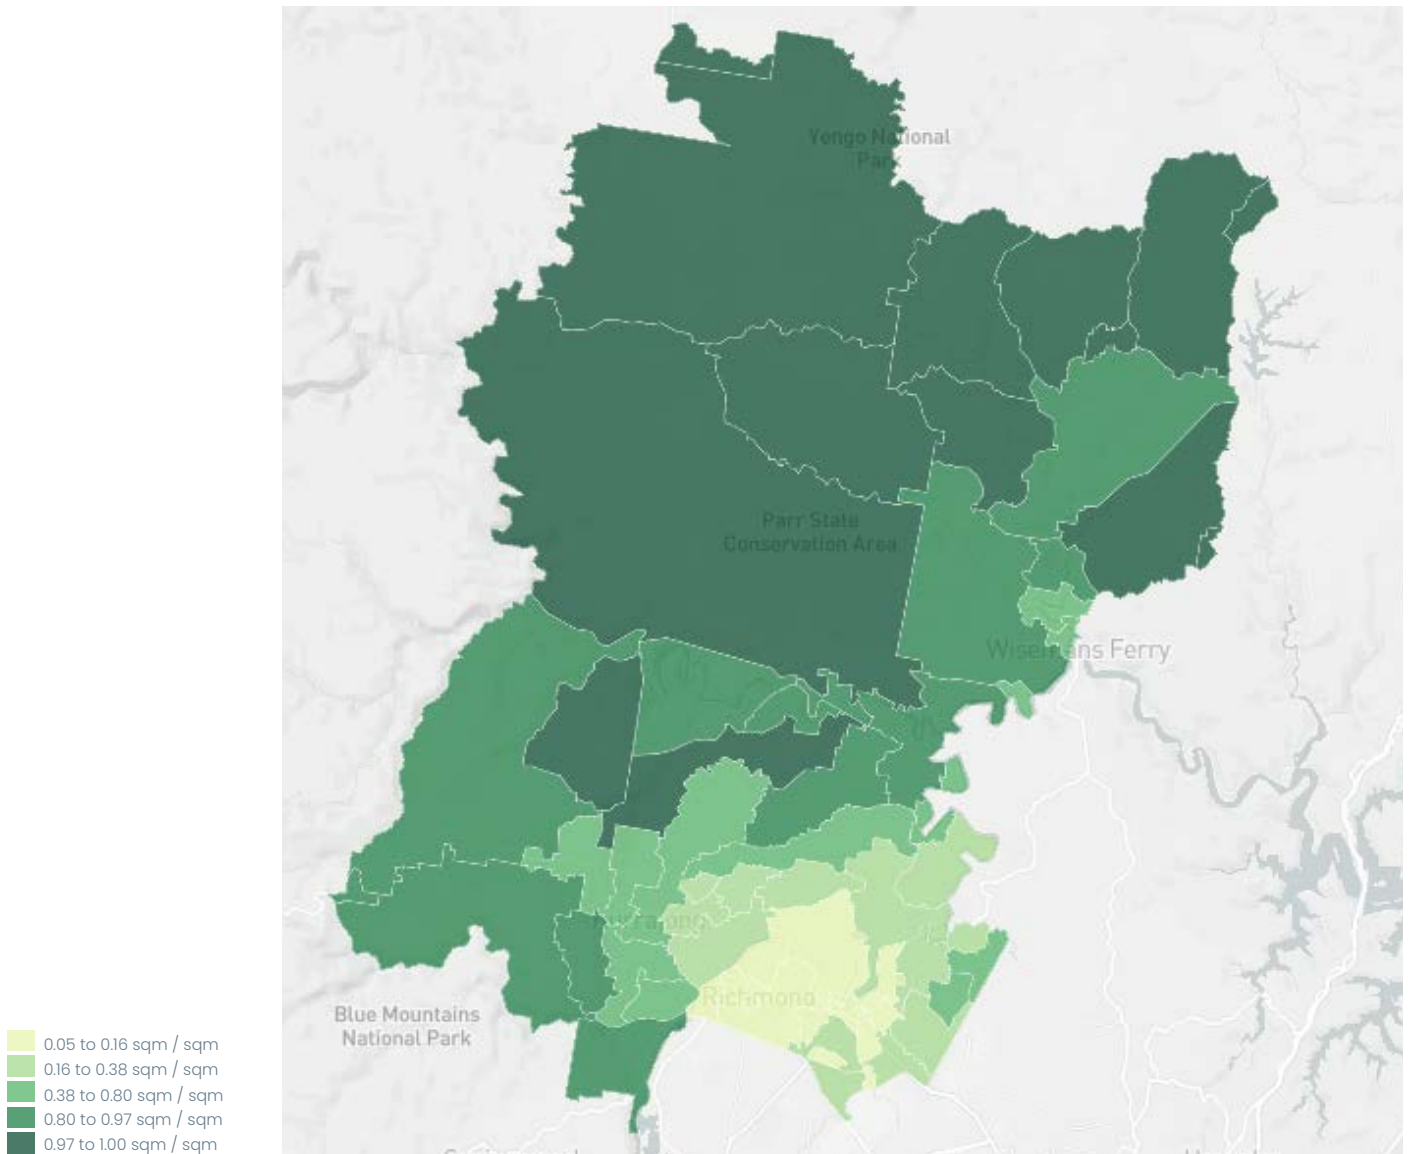 Yengo National
Park
Parr State
Conservation Area
Wisemans Ferry
Kurrajong
Richmond
Blue Mountains
National Park
0.05 to 0.16 sqm / sqm
0.16 to 0.38 sqm / sqm
0.38 to 0.80 sqm / sqm
0.80 to 0.97 sqm / sqm
0.97 to 1.00 sqm / sqm